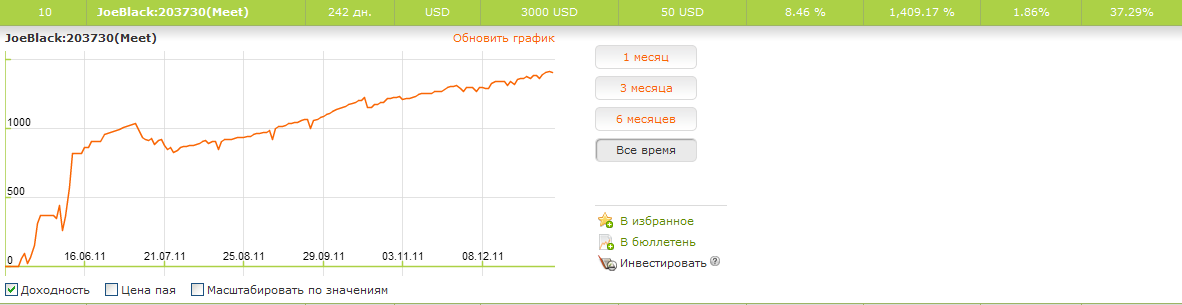 10 JoeBlack:203730(Meet) 242 дн. USD 3000 USD 50 USD 8.46 % 1,409.17 % 1.86% 37.29%
JoeBlack:203730(Meet) Обновить график
1 месяц
3 месяца
6 месяцев
Все время
1000
500
0
16.06.11 21.07.11 25.08.11 29.09.11 03.11.11 08.12.11
В избранное
В бюллетень
Инвестировать ?
Доходность Цена пая Масштабировать по значениям